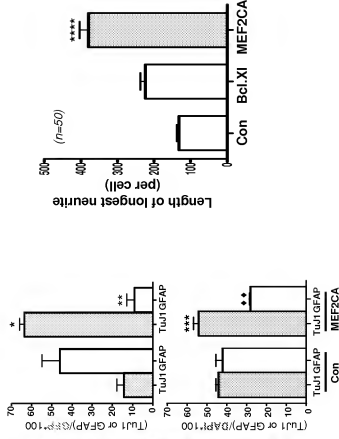 (TuJ1 or GFAP)/GFP*100
70
60
50
40
30
20
10
0
*
**
TuJ1 GFAP
TuJ1 GFAP
(TuJ1 or GFAP)/DAPI*100
70
60
50
40
30
20
10
0
***
TuJ1 GFAP
TuJ1 GFAP
Con
MEF2CA
Length of longest neurite
(per cell)
500
400
300
200
100
0
(n=50)
****
Con
Bcl.Xl
MEF2CA